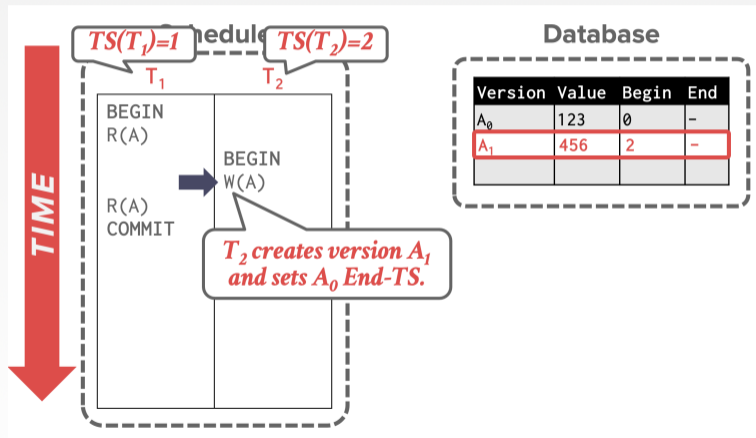 Schedule
TS(T₁)=1
TS(T₂)=2
T₁
T₂
BEGIN
R(A)
BEGIN
W(A)
R(A)
COMMIT
T₂ creates version A₁
and sets A₀ End-TS.
TIME
Database
Version Value Begin End
A₀ 123 0 –
A₁ 456 2 –